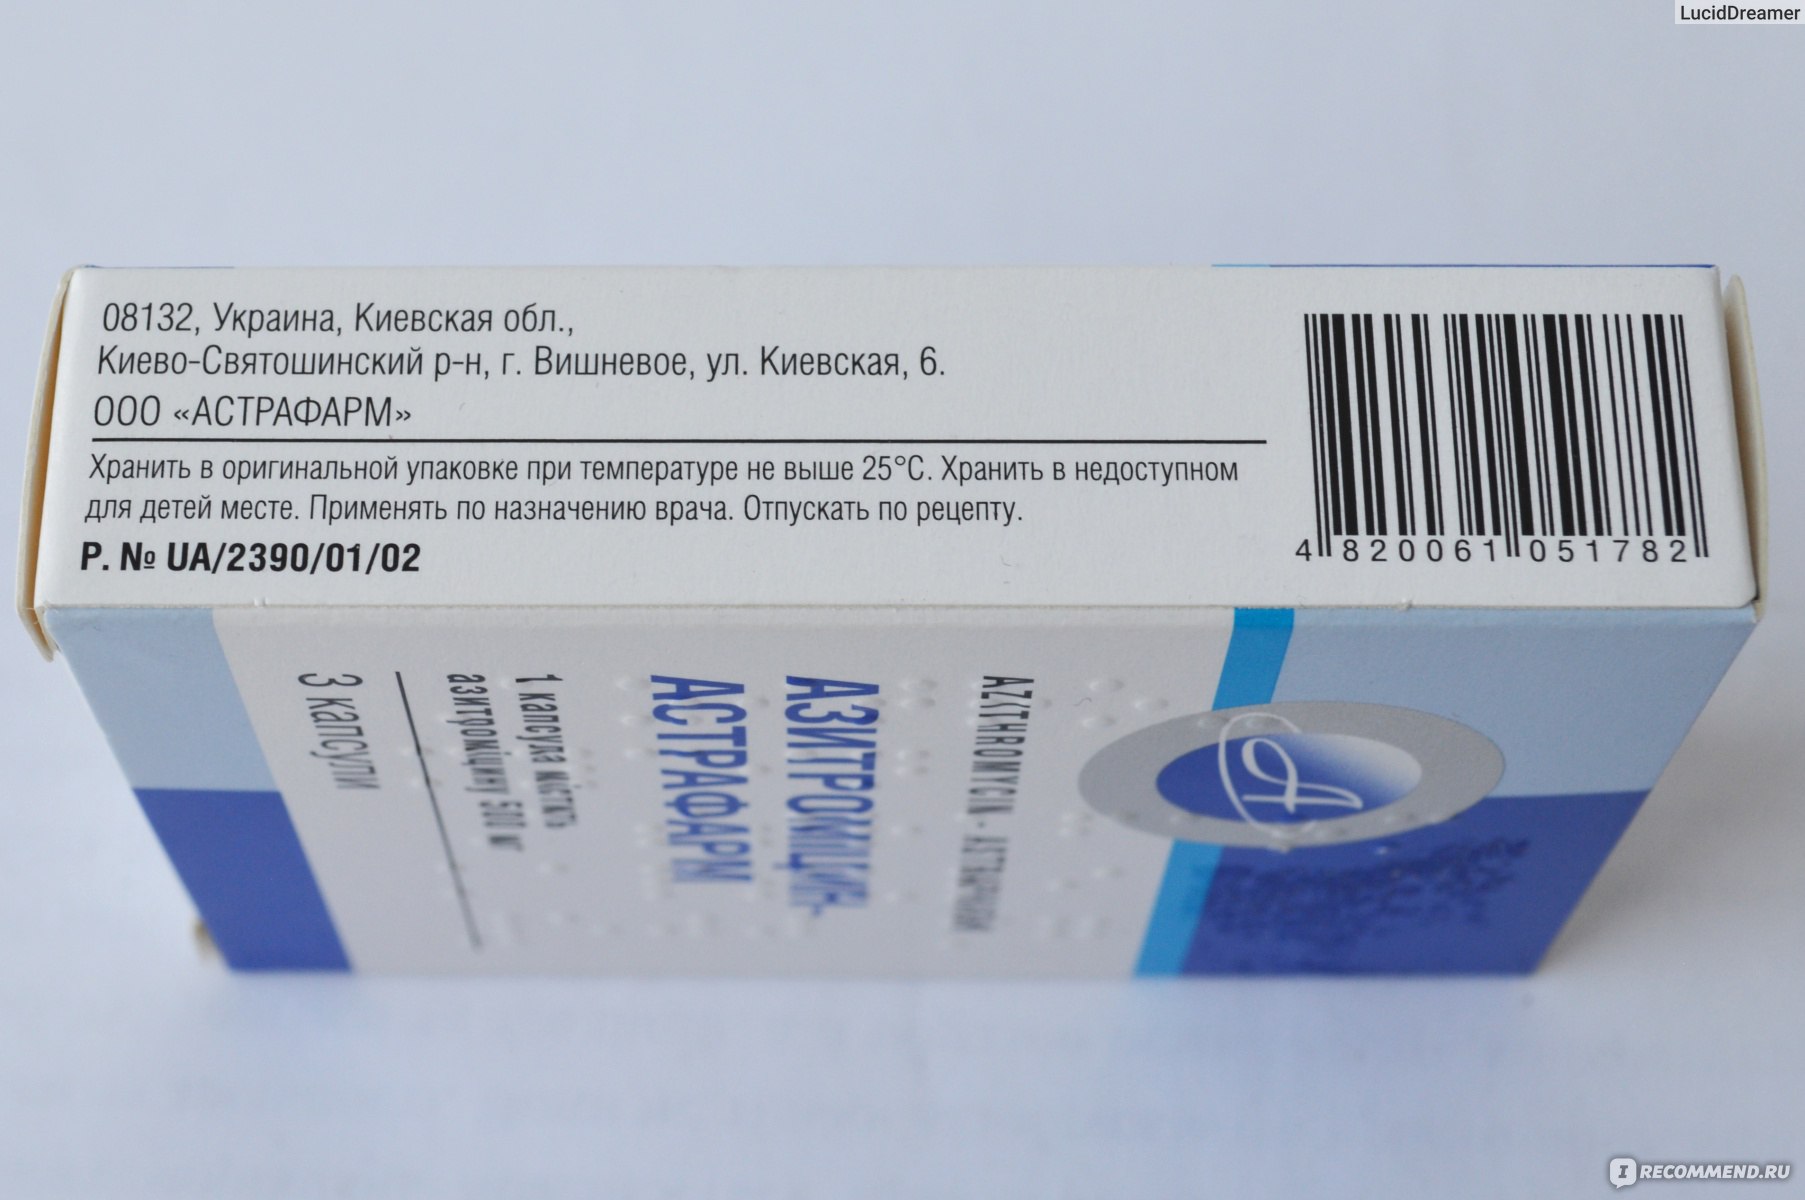 LucidDreamer
08132, Украина, Киевская обл.,
Киево-Святошинский р-н, г. Вишневое, ул. Киевская, 6.
ООО «АСТРАФАРМ»
Хранить в оригинальной упаковке при температуре не выше 25°С. Хранить в недоступном
для детей месте. Применять по назначению врача. Отпускать по рецепту.
Р. № UA/2390/01/02
4 820061 051782
AZITHROMYCIN - ASTRAPHARM
АЗИТРОМІЦИН-
АСТРАФАРМ
1 капсула містить
азитроміцину 500 мг
3 капсули
IRECOMMEND.RU